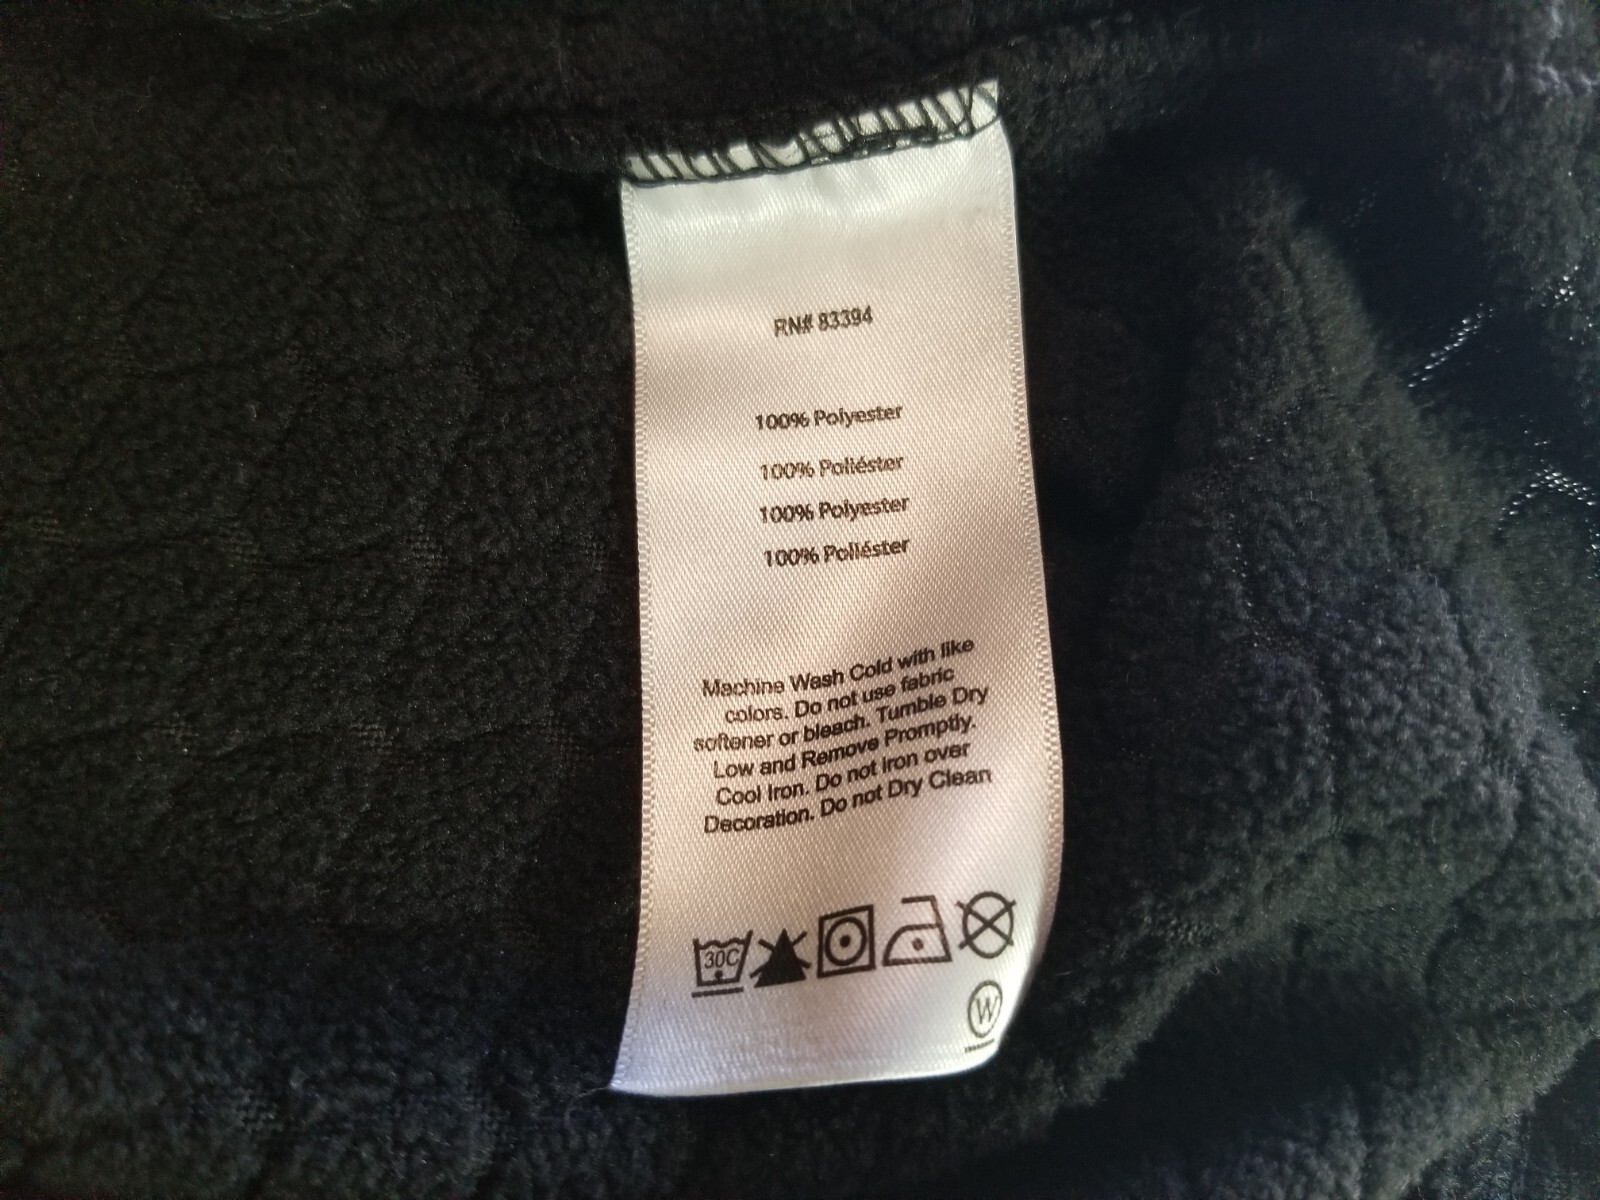 RN# 83394
100% Polyester
100% Poliéster
100% Polyester
100% Poliéster
Machine Wash Cold with like
colors. Do not use fabric
softener or bleach. Tumble Dry
Low and Remove Promptly.
Cool Iron. Do not Iron over
Decoration. Do not Dry Clean
30C
W